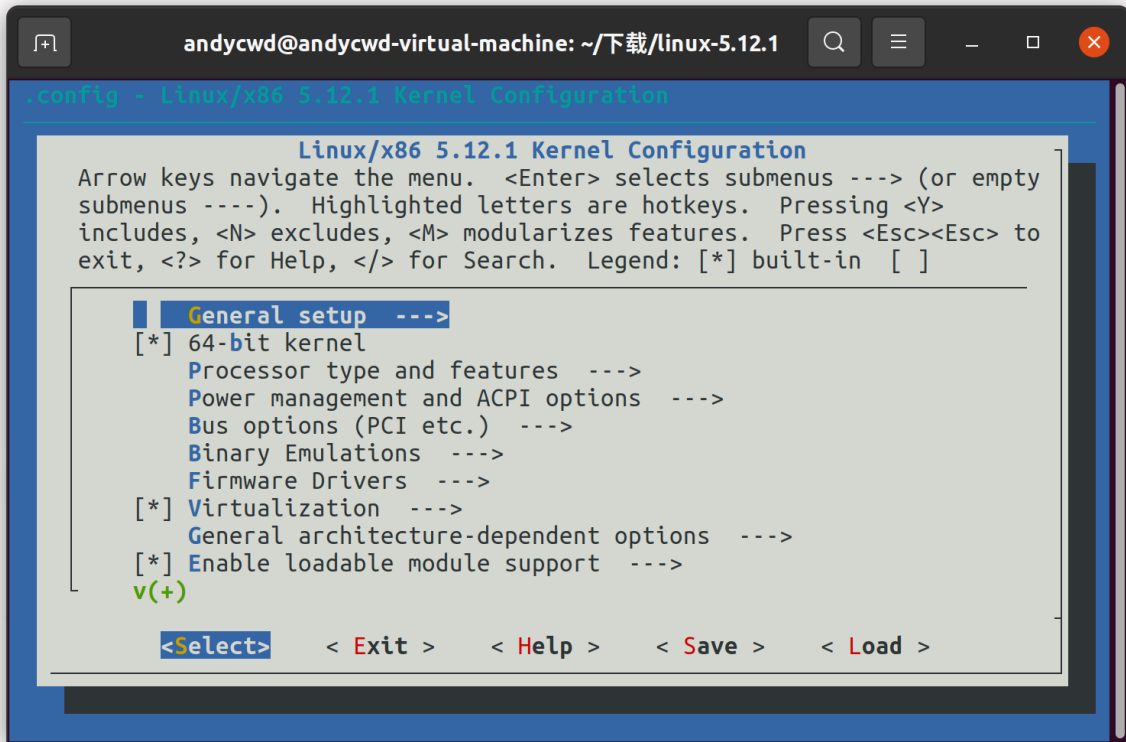 andycwd@andycwd-virtual-machine: ~/下载/linux-5.12.1
.config - Linux/x86 5.12.1 Kernel Configuration
Linux/x86 5.12.1 Kernel Configuration
Arrow keys navigate the menu.  <Enter> selects submenus ---> (or empty
submenus ----).  Highlighted letters are hotkeys.  Pressing <Y>
includes, <N> excludes, <M> modularizes features.  Press <Esc><Esc> to
exit, <?> for Help, </> for Search.  Legend: [*] built-in  [ ]
General setup  --->
[*] 64-bit kernel
Processor type and features  --->
Power management and ACPI options  --->
Bus options (PCI etc.)  --->
Binary Emulations  --->
Firmware Drivers  --->
[*] Virtualization  --->
General architecture-dependent options  --->
[*] Enable loadable module support  --->
v(+)
<Select>    < Exit >    < Help >    < Save >    < Load >